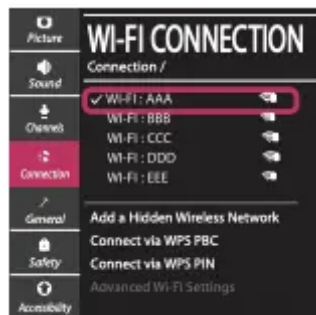 Picture
Sound
Channels
Connection
General
Safety
Accessibility
WI-FI CONNECTION
Connection /
✓ WI-FI : AAA
WI-FI : BBB
WI-FI : CCC
WI-FI : DDD
WI-FI : EEE
Add a Hidden Wireless Network
Connect via WPS PBC
Connect via WPS PIN
Advanced Wi-Fi Settings